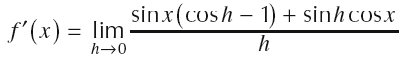 f′(x) = lim_{h→0} (sin x(cos h − 1) + sin h cos x) / h